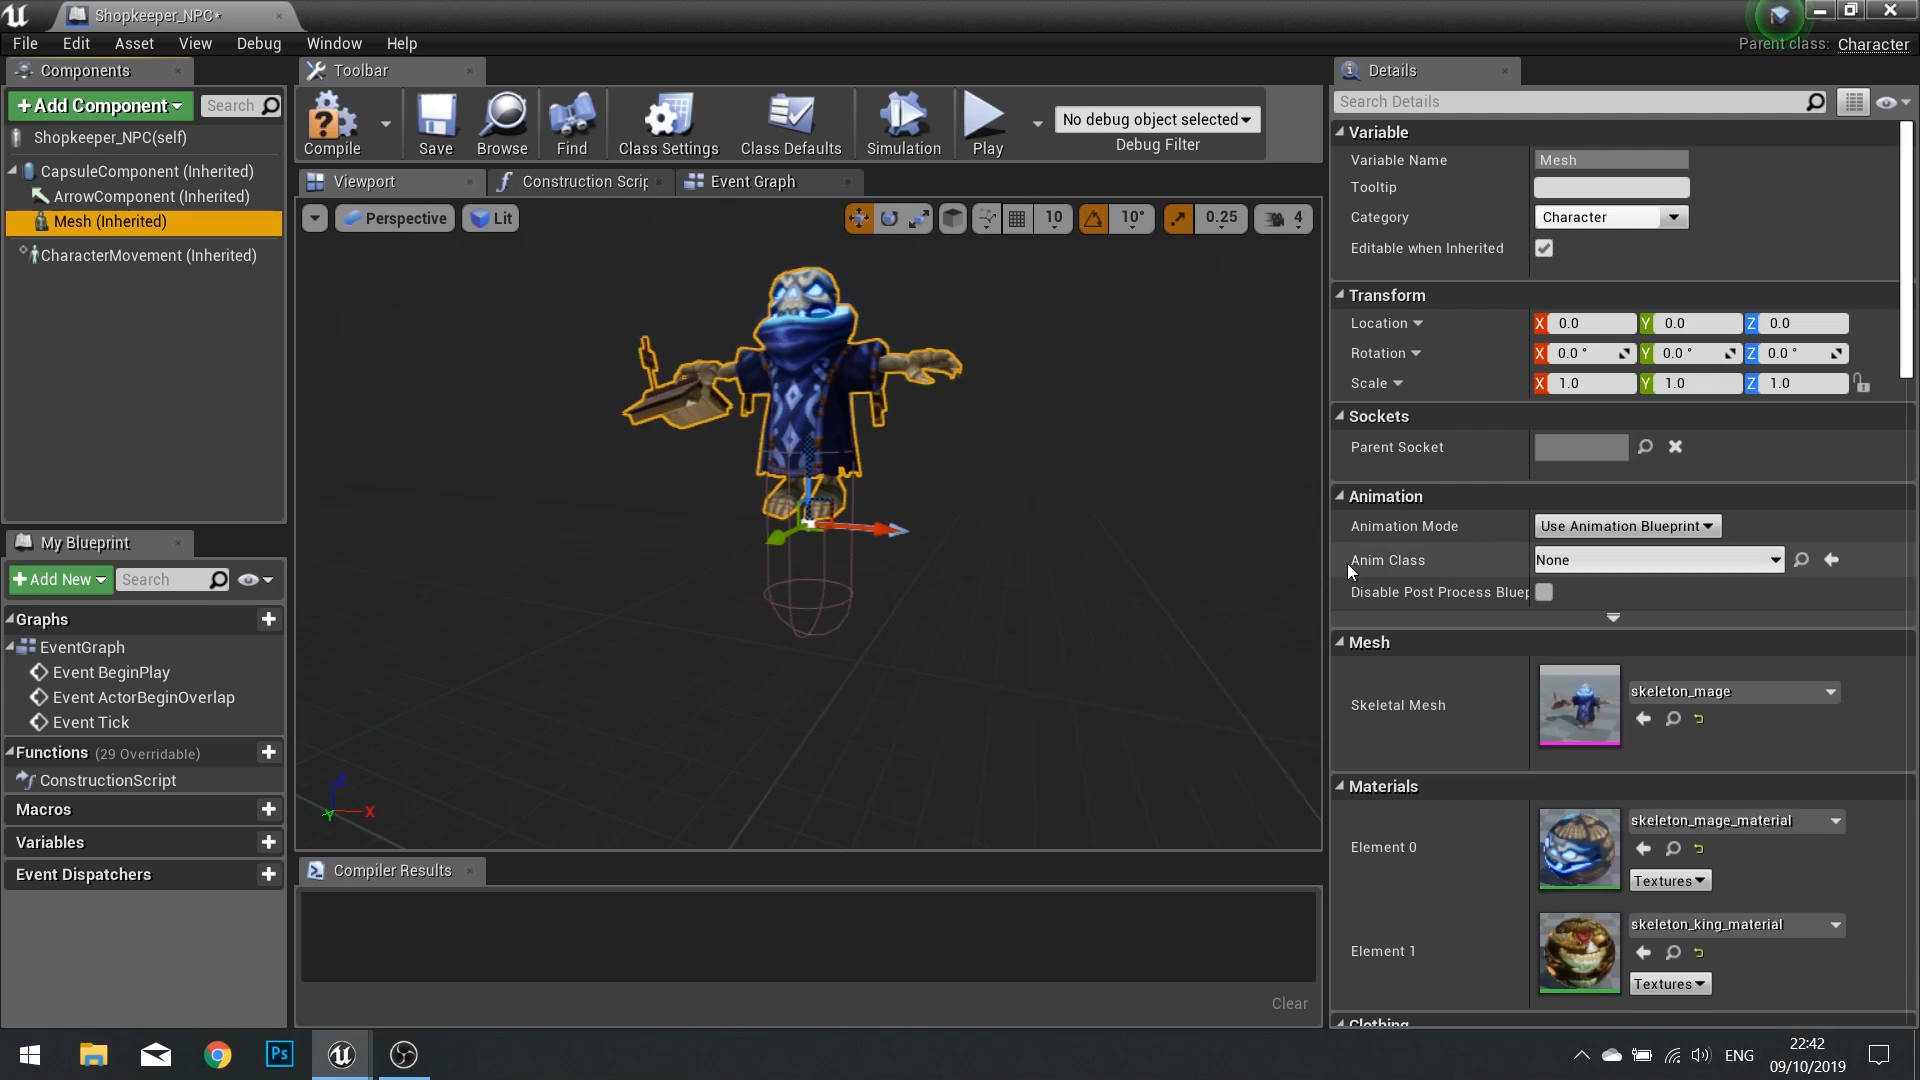 Shopkeeper_NPC*
File Edit Asset View Debug Window Help
Parent class: Character
Components
+Add Component
Search
Shopkeeper_NPC(self)
CapsuleComponent (Inherited)
ArrowComponent (Inherited)
Mesh (Inherited)
CharacterMovement (Inherited)
My Blueprint
+Add New
Search
Graphs
EventGraph
Event BeginPlay
Event ActorBeginOverlap
Event Tick
Functions (29 Overridable)
ConstructionScript
Macros
Variables
Event Dispatchers
Toolbar
Compile
Save
Browse
Find
Class Settings
Class Defaults
Simulation
Play
No debug object selected
Debug Filter
Viewport
Construction Scrip
Event Graph
Perspective
Lit
10
10°
0.25
4
Z
X
Y
Compiler Results
Clear
Details
Search Details
Variable
Variable Name Mesh
Tooltip
Category Character
Editable when Inherited
Transform
Location X 0.0 Y 0.0 Z 0.0
Rotation X 0.0 ° Y 0.0 ° Z 0.0 °
Scale X 1.0 Y 1.0 Z 1.0
Sockets
Parent Socket
Animation
Animation Mode Use Animation Blueprint
Anim Class None
Disable Post Process Bluep
Mesh
Skeletal Mesh skeleton_mage
Materials
Element 0 skeleton_mage_material
Textures
Element 1 skeleton_king_material
Textures
Clothing
Ps
ENG
22:42
09/10/2019